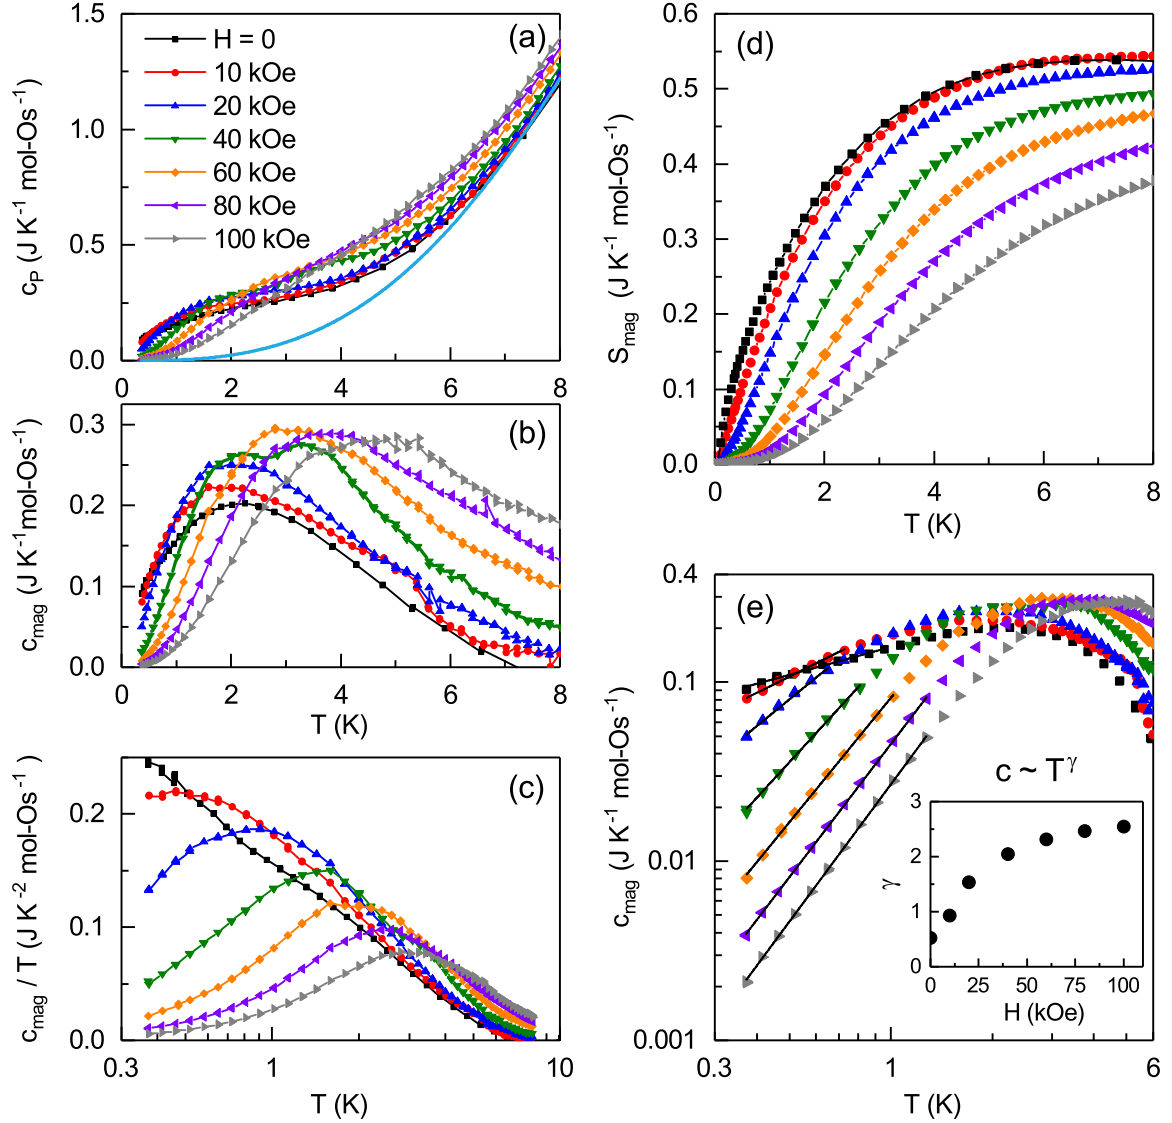 (a)
1.5
1.0
0.5
0.0
c_P (J K⁻¹ mol-Os⁻¹)
H = 0
10 kOe
20 kOe
40 kOe
60 kOe
80 kOe
100 kOe
0 2 4 6 8
(b)
0.3
0.2
0.1
0.0
c_mag (J K⁻¹mol-Os⁻¹)
0 2 4 6 8
T (K)
(c)
0.2
0.1
0.0
c_mag / T (J K⁻² mol-Os⁻¹)
0.3 1 10
T (K)
(d)
0.6
0.5
0.4
0.3
0.2
0.1
0.0
S_mag (J K⁻¹ mol-Os⁻¹)
0 2 4 6 8
T (K)
(e)
0.4
0.1
0.01
0.001
c_mag (J K⁻¹ mol-Os⁻¹)
c ~ T^γ
3
2
1
0
γ
0 25 50 75 100
H (kOe)
0.3 1 6
T (K)